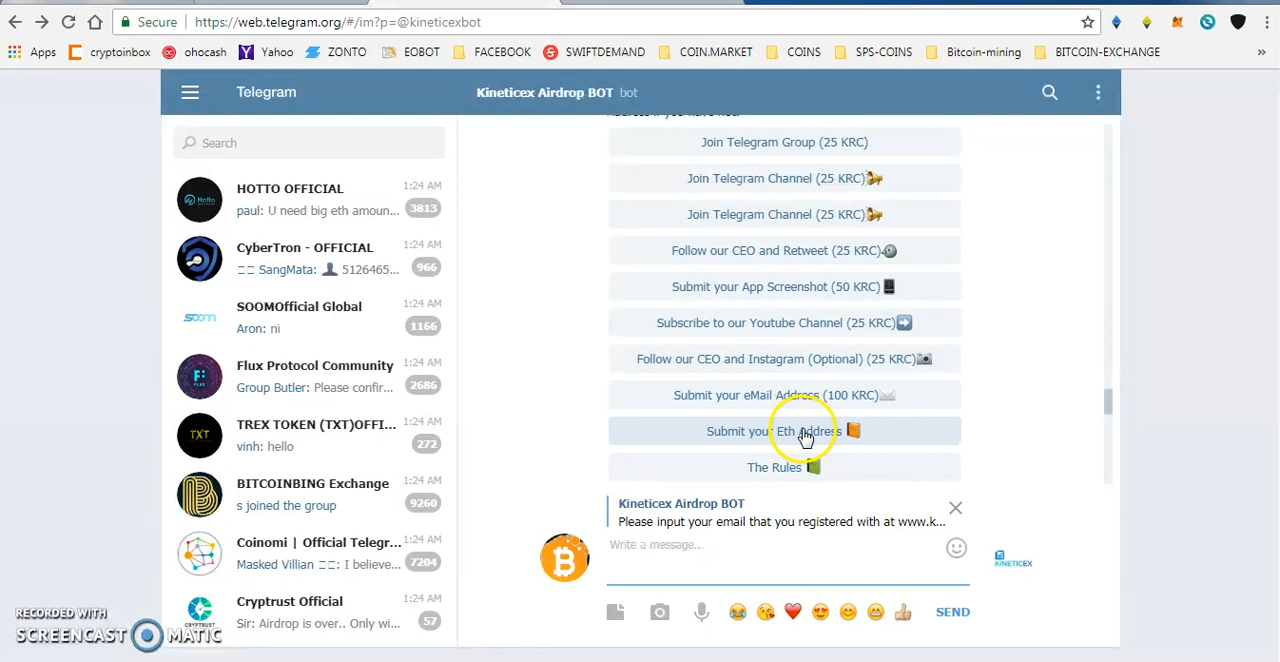 Secure https://web.telegram.org/#/im?p=@kineticexbot
Apps cryptoinbox ohocash Yahoo ZONTO EOBOT FACEBOOK SWIFTDEMAND COIN.MARKET COINS SPS-COINS Bitcoin-mining BITCOIN-EXCHANGE »
Telegram Kineticex Airdrop BOT bot
Search
HOTTO OFFICIAL 1:24 AM
paul: U need big eth amoun... 3813
CyberTron - OFFICIAL 1:24 AM
SangMata: 5126465... 966
SOOMOfficial Global 1:24 AM
Aron: ni 1166
Flux Protocol Community 1:24 AM
Group Butler: Please confir... 2686
TREX TOKEN (TXT)OFFI... 1:24 AM
vinh: hello 272
BITCOINBING Exchange 1:24 AM
s joined the group 9260
Coinomi | Official Telegr... 1:24 AM
Masked Villian : I believe... 7204
Cryptrust Official 1:24 AM
Sir: Airdrop is over.. Only wi... 57
Join Telegram Group (25 KRC)
Join Telegram Channel (25 KRC)
Join Telegram Channel (25 KRC)
Follow our CEO and Retweet (25 KRC)
Submit your App Screenshot (50 KRC)
Subscribe to our Youtube Channel (25 KRC)
Follow our CEO and Instagram (Optional) (25 KRC)
Submit your eMail Address (100 KRC)
Submit your Eth Address
The Rules
Kineticex Airdrop BOT
Please input your email that you registered with at www.k...
Write a message...
KINETICEX
SEND
RECORDED WITH
SCREENCAST MATIC